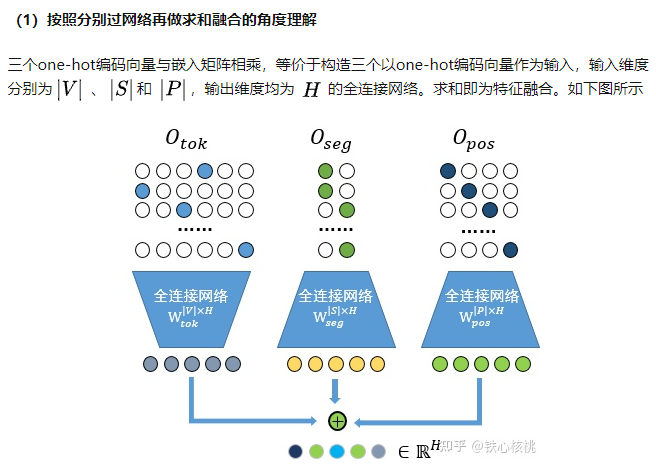 （1）按照分别过网络再做求和融合的角度理解
三个one-hot编码向量与嵌入矩阵相乘，等价于构造三个以one-hot编码向量作为输入，输入维度
分别为 |V| 、 |S| 和 |P| ，输出维度均为 H 的全连接网络。求和即为特征融合。如下图所示
O_{tok} O_{seg} O_{pos}
...... ...... ......
全连接网络 全连接网络 全连接网络
W_{tok}^{|V|×H} W_{seg}^{|S|×H} W_{pos}^{|P|×H}
+
∈ ℝ^H
知乎 @铁心核桃